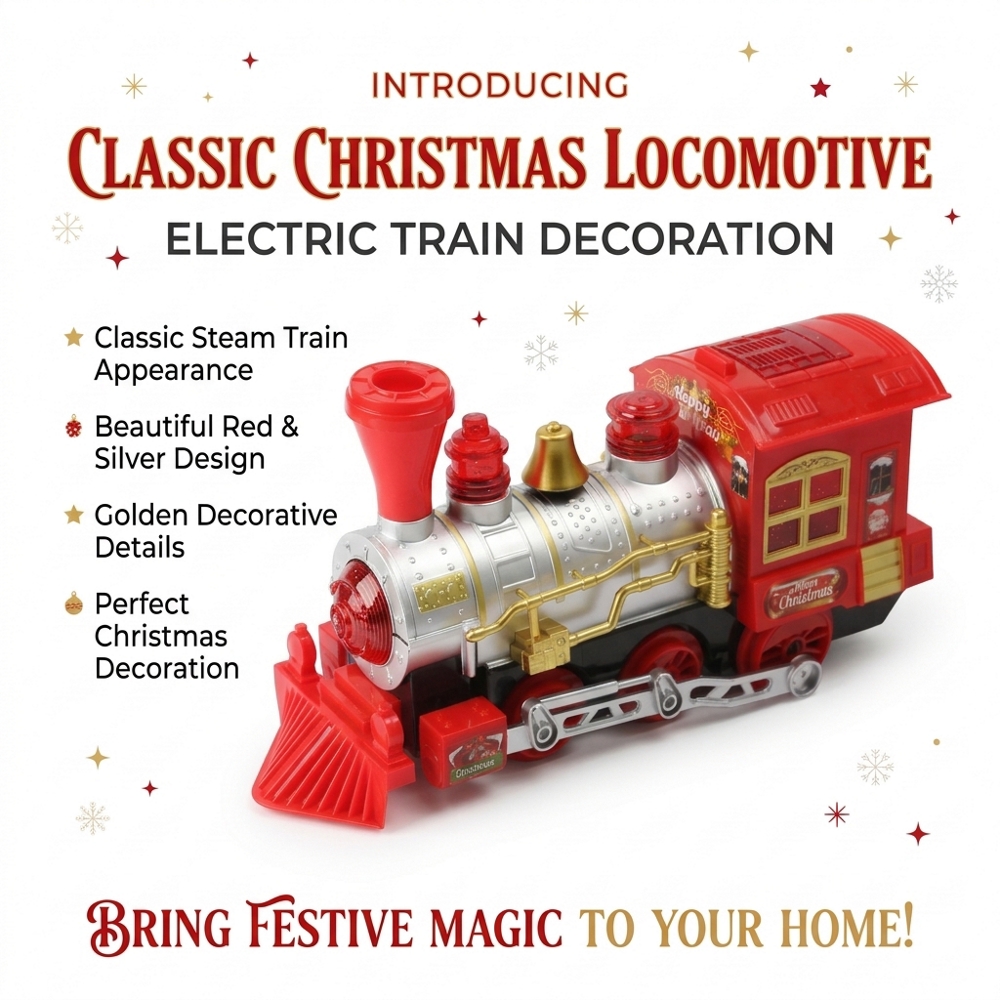 INTRODUCING
CLASSIC CHRISTMAS LOCOMOTIVE
ELECTRIC TRAIN DECORATION
Classic Steam Train
Appearance
Beautiful Red &
Silver Design
Golden Decorative
Details
Perfect
Christmas
Decoration
Happy
Christmas
BRING FESTIVE MAGIC TO YOUR HOME!